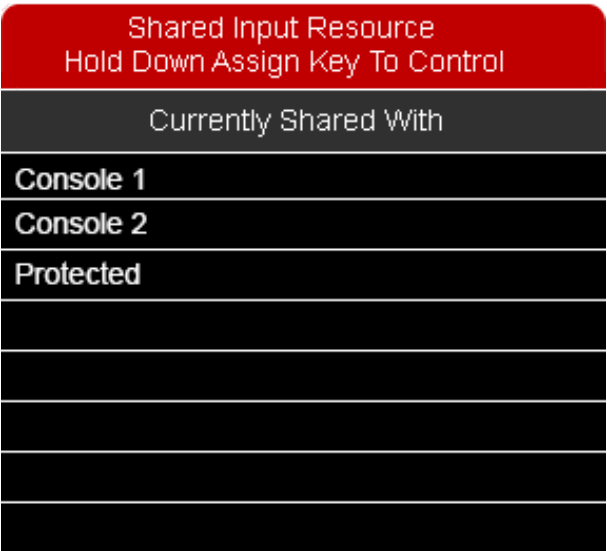 Shared Input Resource
Hold Down Assign Key To Control
Currently Shared With
Console 1
Console 2
Protected